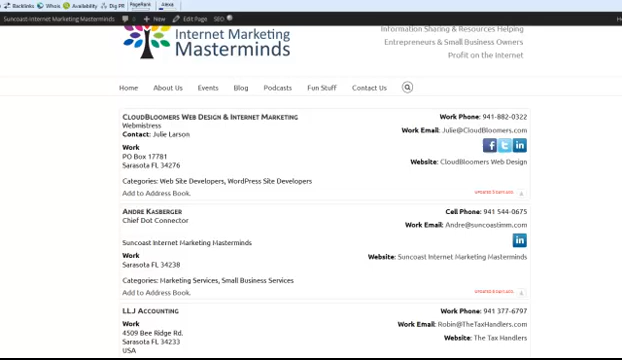 Backlinks Whois Availability Dig PR PageRank Alexa
Suncoast Internet Marketing Masterminds 0 New Edit Page SEO
Internet Marketing
Masterminds
Information Sharing & Resources Helping
Entrepreneurs & Small Business Owners
Profit on the Internet
Home About Us Events Blog Podcasts Fun Stuff Contact Us
CloudBloomers Web Design & Internet Marketing
Webmistress
Contact: Julie Larson
Work
PO Box 17781
Sarasota FL 34276
Categories: Web Site Developers, WordPress Site Developers
Add to Address Book.
Work Phone: 941-882-0322
Work Email: Julie@CloudBloomers.com
Website: CloudBloomers Web Design
Andre Kasberger
Chief Dot Connector
Suncoast Internet Marketing Masterminds
Work
Sarasota FL 34238
Categories: Marketing Services, Small Business Services
Add to Address Book.
Cell Phone: 941 544-0675
Work Email: Andre@suncoastimm.com
Website: Suncoast Internet Marketing Masterminds
LLJ Accounting
Work
4509 Bee Ridge Rd.
Sarasota FL 34233
USA
Work Phone: 941 377-6797
Work Email: Robin@TheTaxHandlers.com
Website: The Tax Handlers